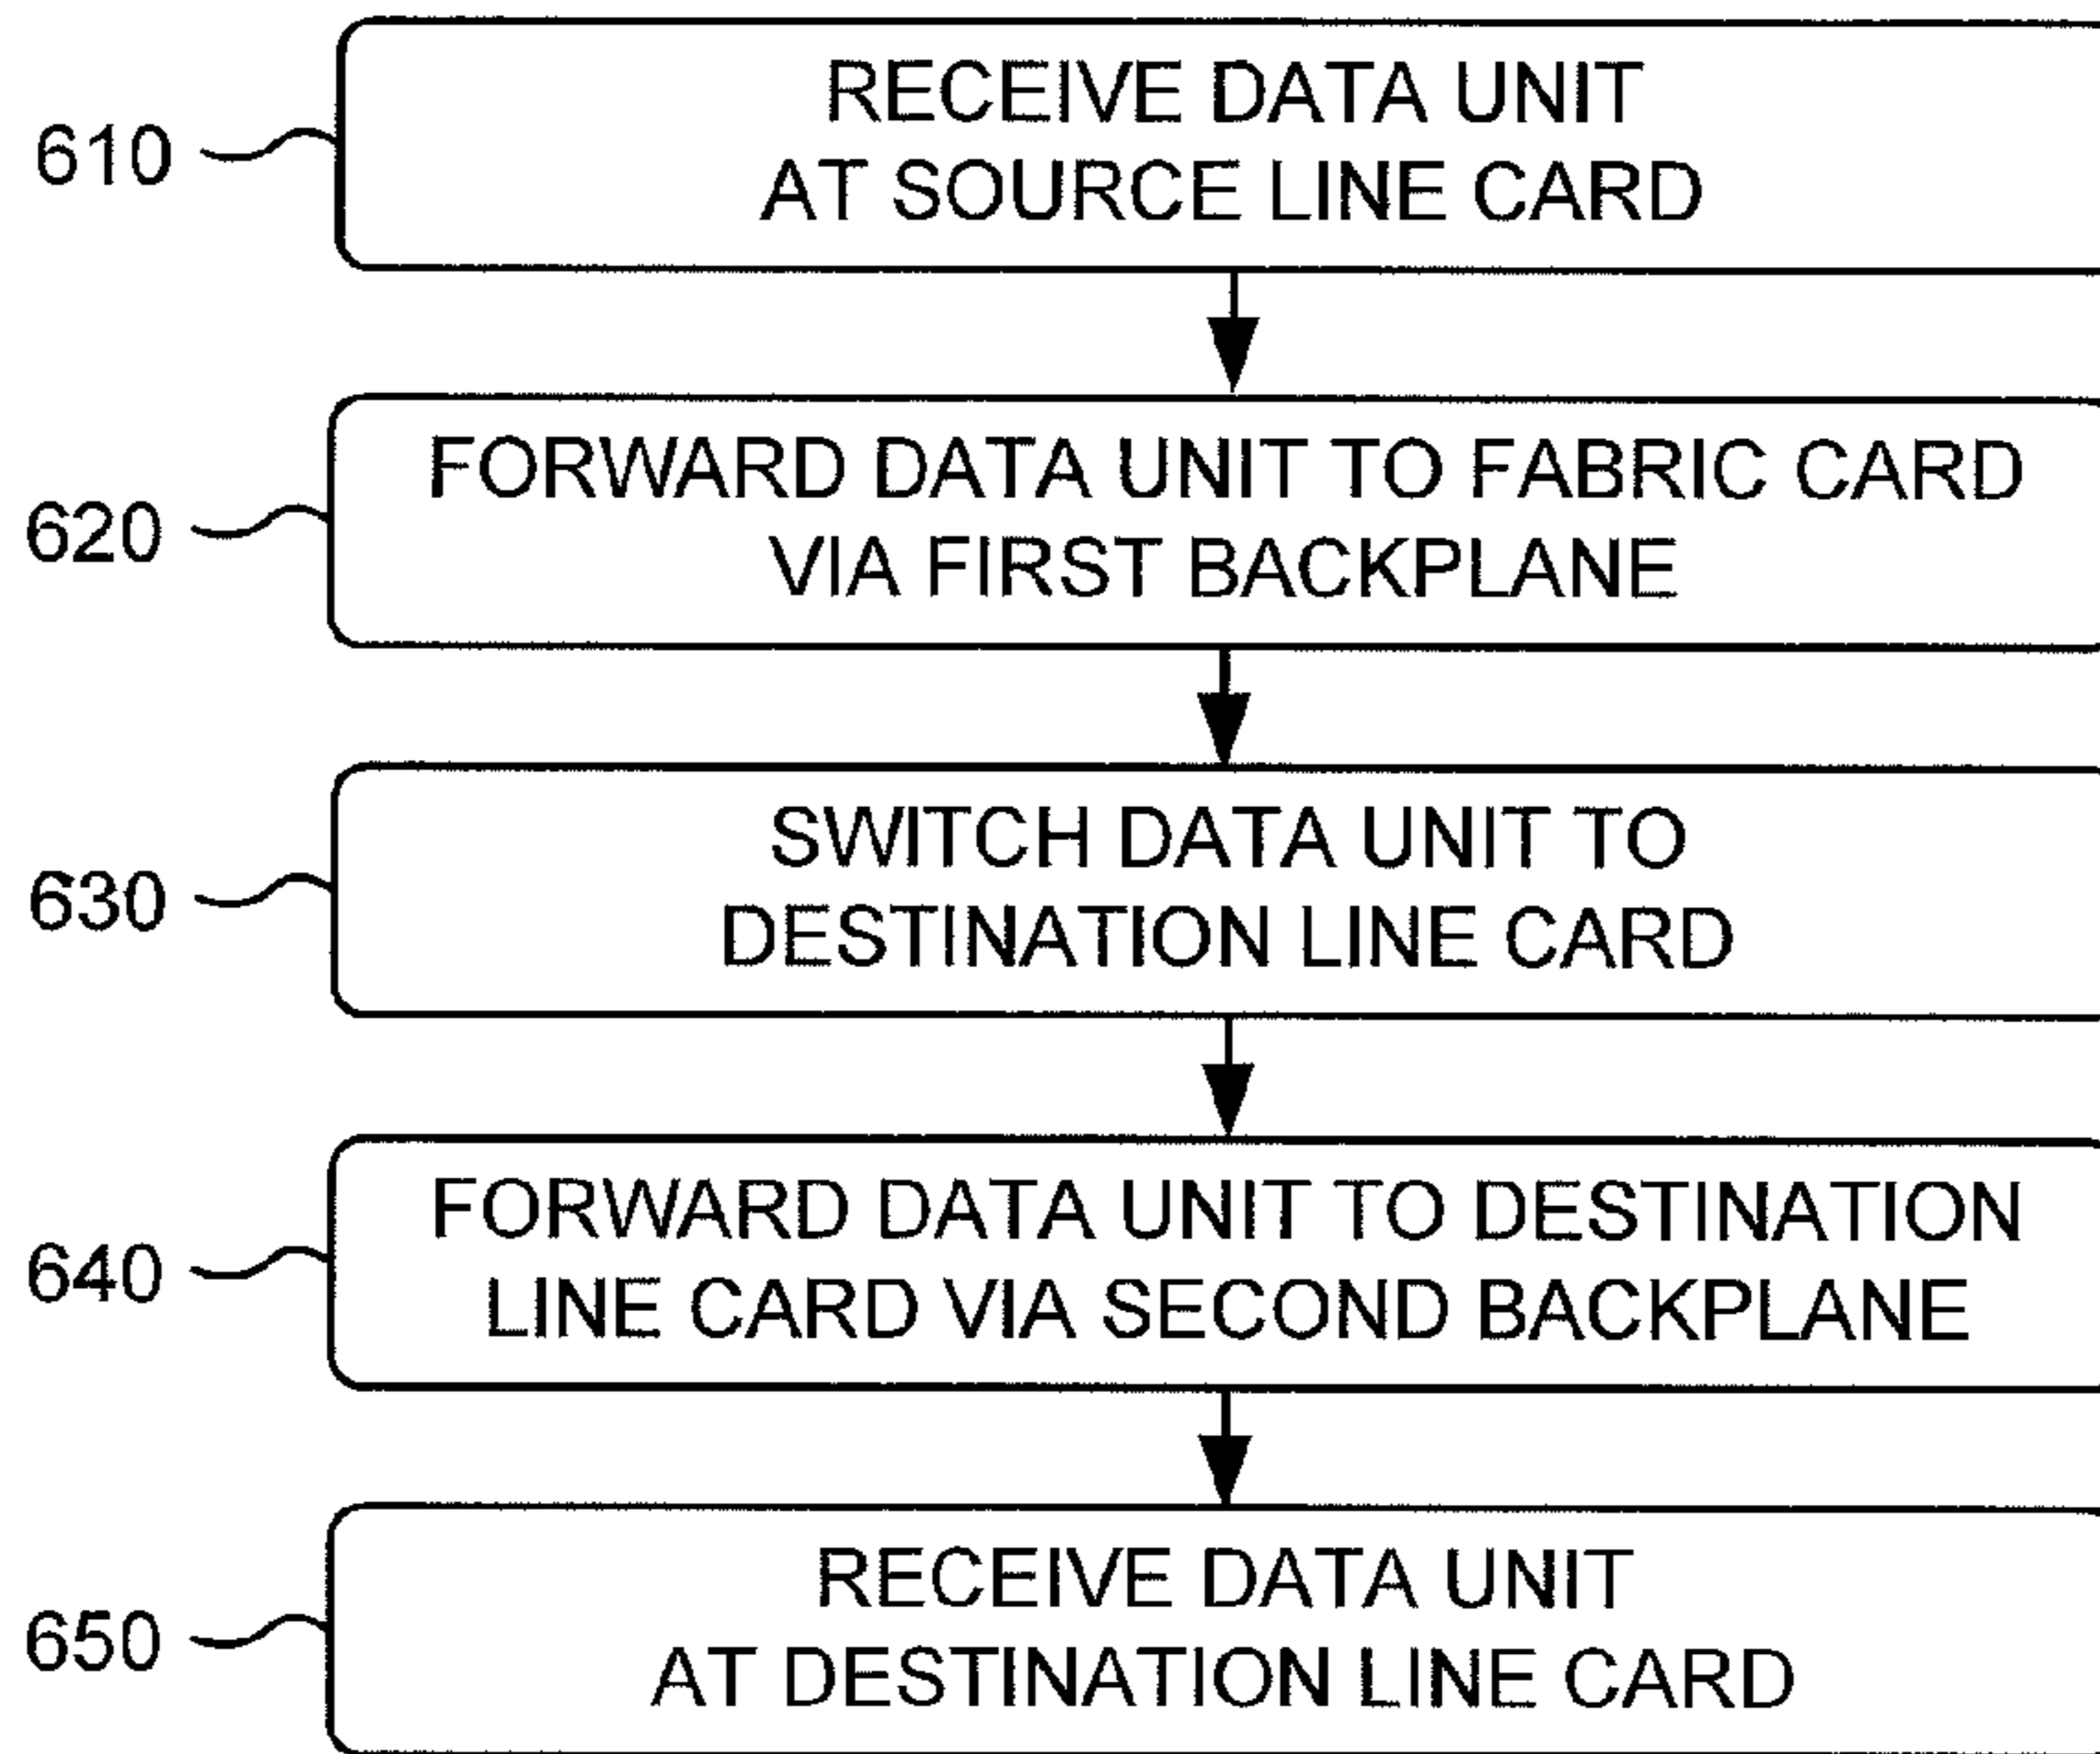 610
RECEIVE DATA UNIT
AT SOURCE LINE CARD
620
FORWARD DATA UNIT TO FABRIC CARD
VIA FIRST BACKPLANE
630
SWITCH DATA UNIT TO
DESTINATION LINE CARD
640
FORWARD DATA UNIT TO DESTINATION
LINE CARD VIA SECOND BACKPLANE
650
RECEIVE DATA UNIT
AT DESTINATION LINE CARD